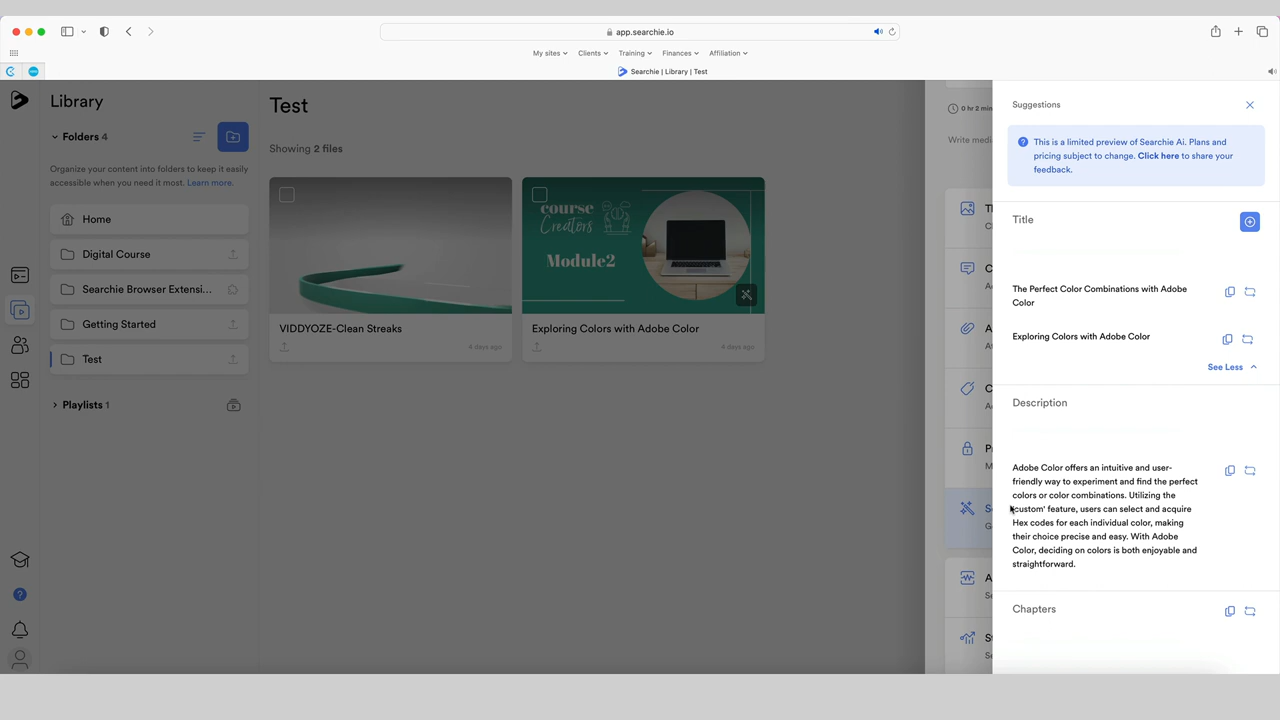 app.searchie.io
My sites
Clients
Training
Finances
Affiliation
Searchie | Library | Test
Library
Folders 4
Organize your content into folders to keep it easily
accessible when you need it most. Learn more.
Home
Digital Course
Searchie Browser Extensi...
Getting Started
Test
Playlists 1
Test
Showing 2 files
VIDDYOZE-Clean Streaks
course
Creators
Module2
Exploring Colors with Adobe Color
4 days ago
0 hr 2 min
Write medi
Suggestions
This is a limited preview of Searchie Ai. Plans and
pricing subject to change. Click here to share your
feedback.
Title
The Perfect Color Combinations with Adobe
Color
Exploring Colors with Adobe Color
See Less
Description
Adobe Color offers an intuitive and user-
friendly way to experiment and find the perfect
colors or color combinations. Utilizing the
'custom' feature, users can select and acquire
Hex codes for each individual color, making
their choice precise and easy. With Adobe
Color, deciding on colors is both enjoyable and
straightforward.
Chapters